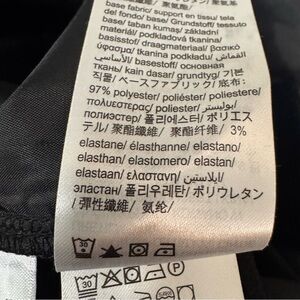 base fabric/ support en tissu/ tela
del fondo/ base/ Grundstoff/ tessuto
base/ taban kumaş/ základní
materiál/ podkladová tkanina/
basisstof/ draagmateriaal/ βασικό
ύφασμα/ tkanina podkładu/
الأساسي/ basestoff/ основная
ткань/ kain dasar/ grundtyg/ 기본
직물/ ベースファブリック/ 底布:
97% polyester/ poliéster/ poliestere/
πολυεστέρας/ poliester/ بوليستر/
полиэстер/ 폴리에스터/ ポリエス
テル/ 聚酯纖維/ 聚酯纤维/ 3%
elastane/ élasthanne/ elastano/
elasthan/ elastomero/ elastan/
elastaan/ ελαστανη/ إيلاستين/
эластан/ 폴리우레탄/ ポリウレタン
/ 彈性纖維/ 氨纶/
30
30
P